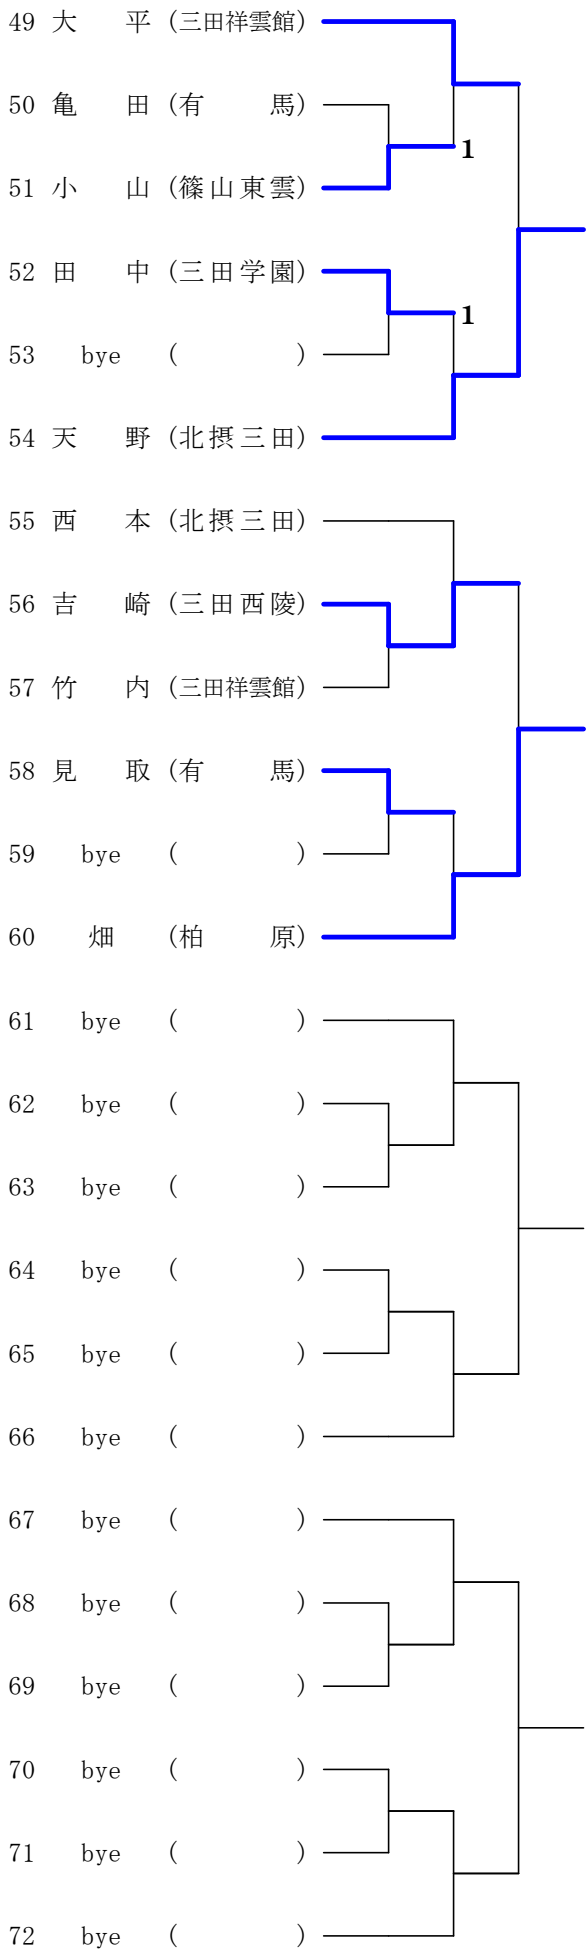 49 大 平 (三田祥雲館)
50 亀 田 (有 馬)
1
51 小 山 (篠山東雲)
52 田 中 (三田学園)
1
53 bye ( )
54 天 野 (北摂三田)
55 西 本 (北摂三田)
56 吉 崎 (三田西陵)
57 竹 内 (三田祥雲館)
58 見 取 (有 馬)
59 bye ( )
60 畑 (柏 原)
61 bye ( )
62 bye ( )
63 bye ( )
64 bye ( )
65 bye ( )
66 bye ( )
67 bye ( )
68 bye ( )
69 bye ( )
70 bye ( )
71 bye ( )
72 bye ( )